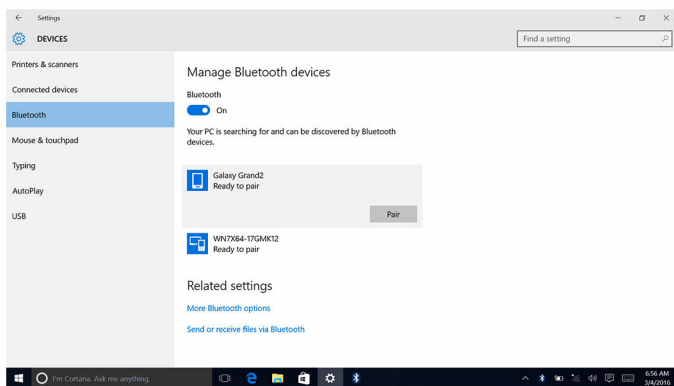 Settings
DEVICES
Find a setting
Printers & scanners
Connected devices
Bluetooth
Mouse & touchpad
Typing
AutoPlay
USB
Manage Bluetooth devices
Bluetooth
On
Your PC is searching for and can be discovered by Bluetooth
devices.
Galaxy Grand2
Ready to pair
Pair
WN7X64-17GMK12
Ready to pair
Related settings
More Bluetooth options
Send or receive files via Bluetooth
I'm Cortana. Ask me anything.
6:56 AM
3/4/2016